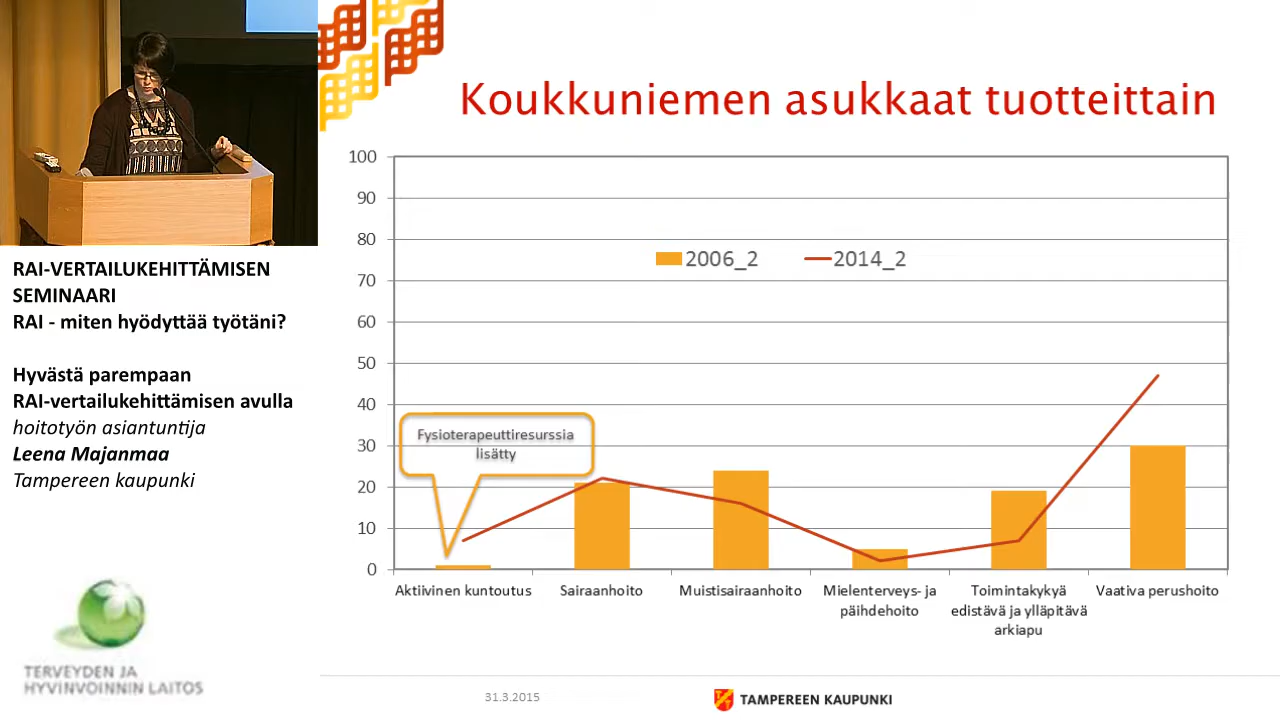 Koukkuniemen asukkaat tuotteittain
RAI-VERTAILUKEHITTÄMISEN
SEMINAARI
RAI - miten hyödyttää työtäni?
Hyvästä parempaan
RAI-vertailukehittämisen avulla
hoitotyön asiantuntija
Leena Majanmaa
Tampereen kaupunki
TERVEYDEN JA
HYVINVOINNIN LAITOS
100
90
80
70
60
50
40
30
20
10
0
2006_2
2014_2
Fysioterapeuttiresurssia
lisätty
Aktiivinen kuntoutus
Sairaanhoito
Muistisairaanhoito
Mielenterveys- ja
päihdehoito
Toimintakykyä
edistävä ja ylläpitävä
arkiapu
Vaativa perushoito
31.3.2015
TAMPEREEN KAUPUNKI